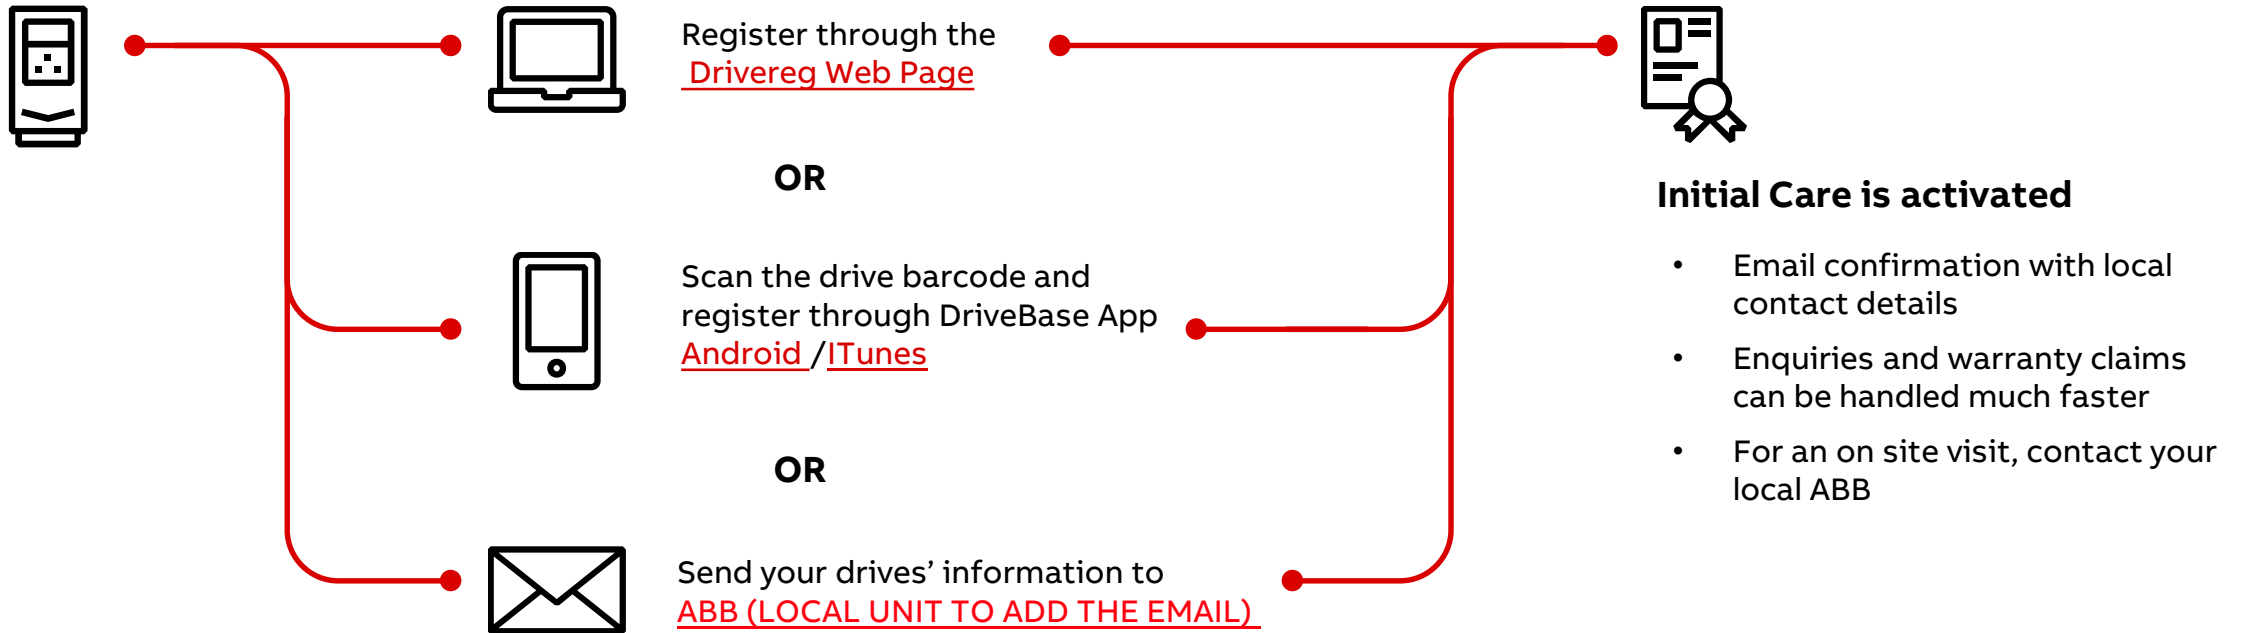 Register through the
Drivereg Web Page
OR
Scan the drive barcode and
register through DriveBase App
Android /ITunes
OR
Send your drives’ information to
ABB (LOCAL UNIT TO ADD THE EMAIL)
Initial Care is activated
• Email confirmation with local
contact details
• Enquiries and warranty claims
can be handled much faster
• For an on site visit, contact your
local ABB